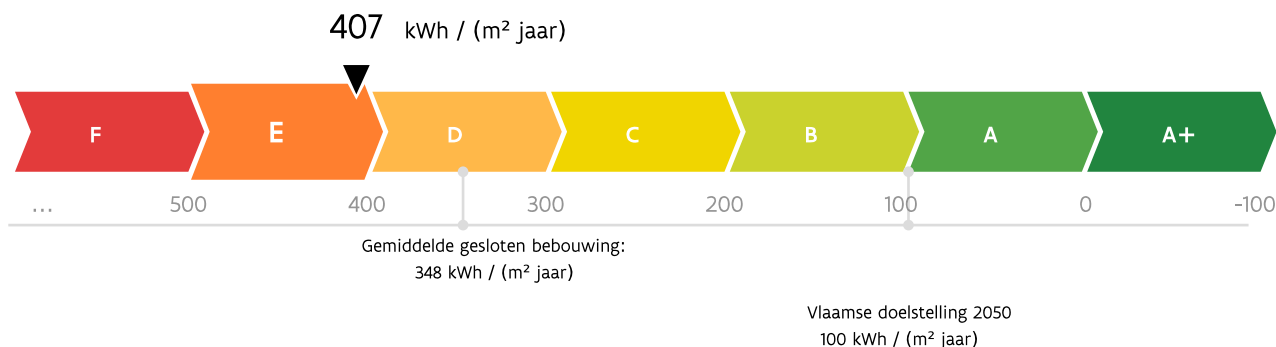 407 kWh / (m² jaar)
F E D C B A A+
... 500 400 300 200 100 0 -100
Gemiddelde gesloten bebouwing:
348 kWh / (m² jaar)
Vlaamse doelstelling 2050
100 kWh / (m² jaar)